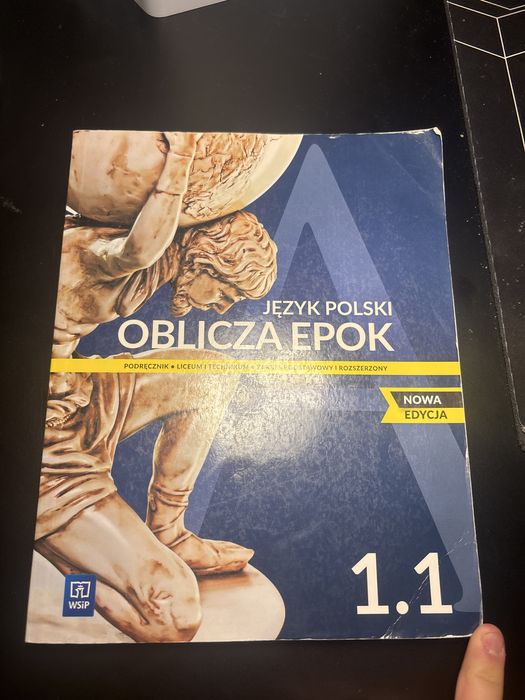 JĘZYK POLSKI
OBLICZA EPOK
PODRĘCZNIK • LICEUM I TECHNIKUM • ZAKRES PODSTAWOWY I ROZSZERZONY
NOWA
EDYCJA
1.1
WSiP